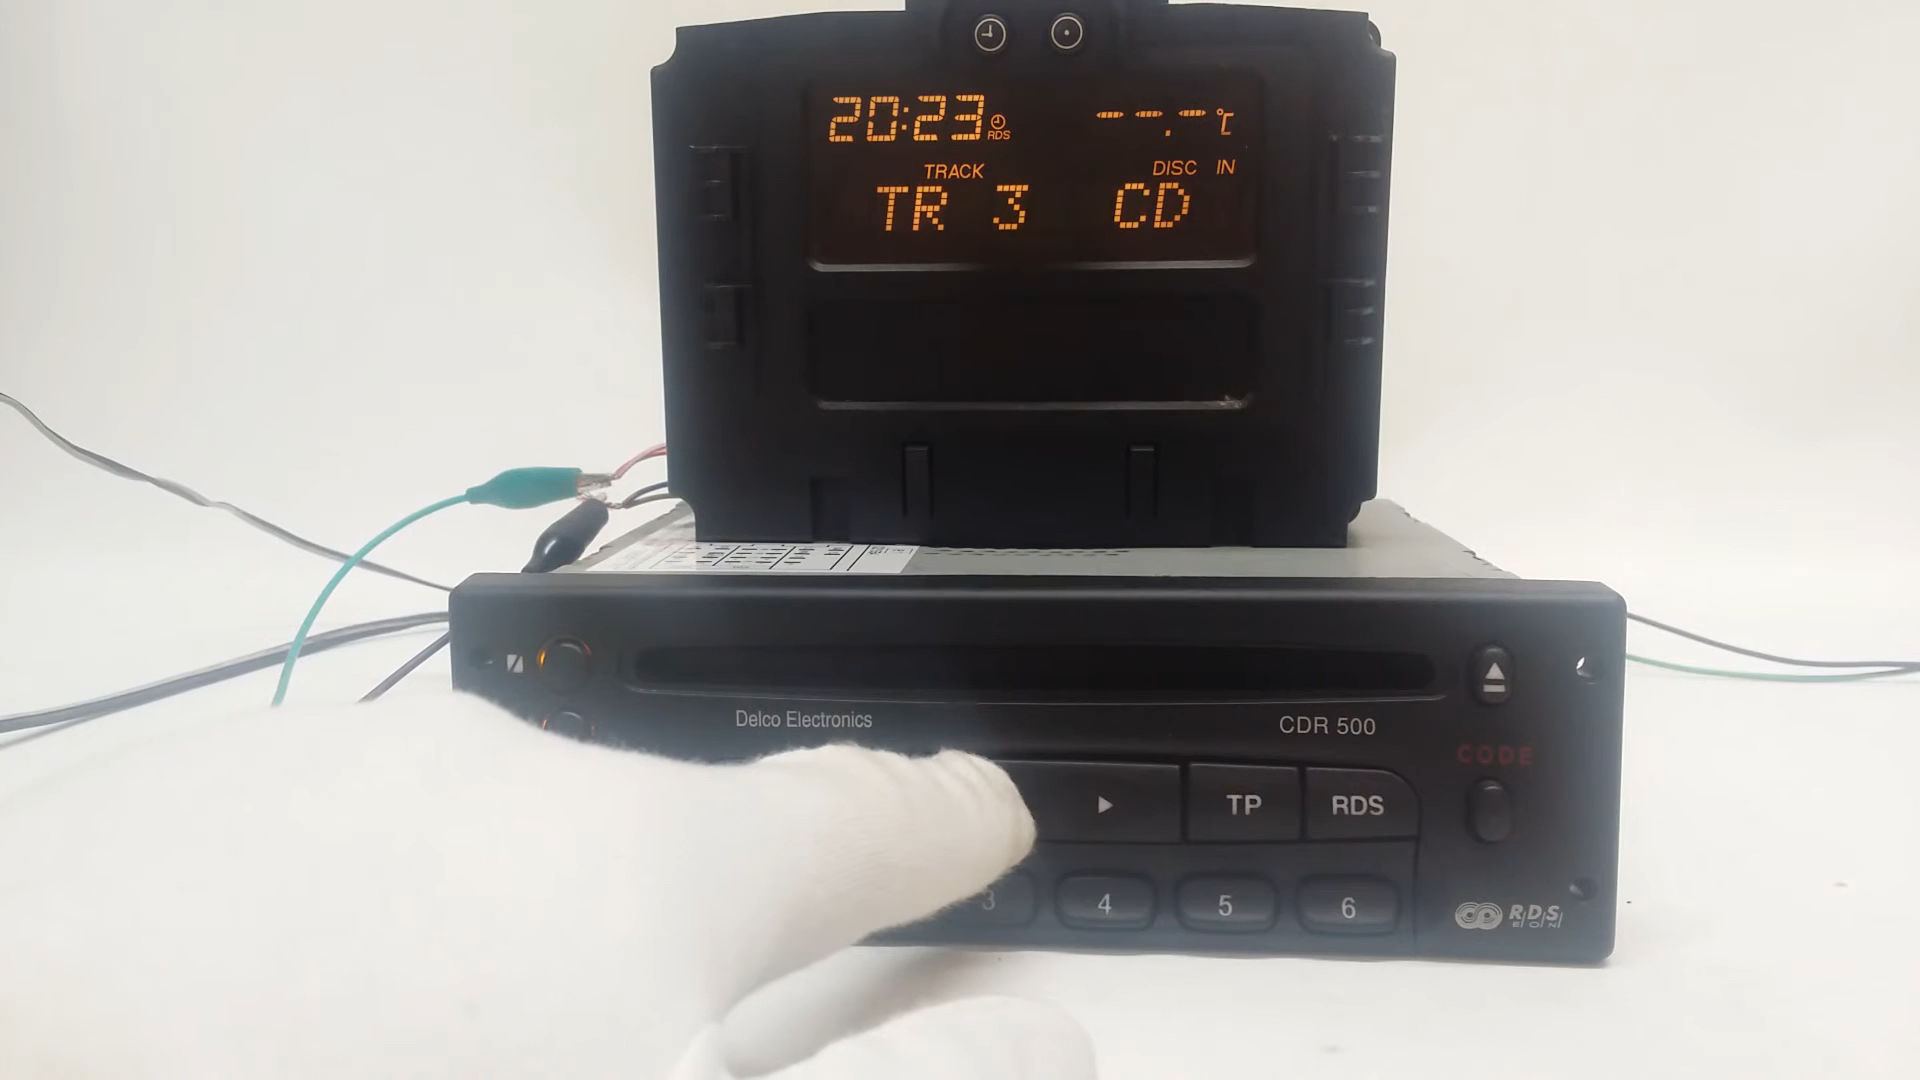 20:23 --.-°C
RDS
TRACK DISC IN
TR 3 CD
Delco Electronics CDR 500
CODE
TP RDS
3 4 5 6
RDS
EON